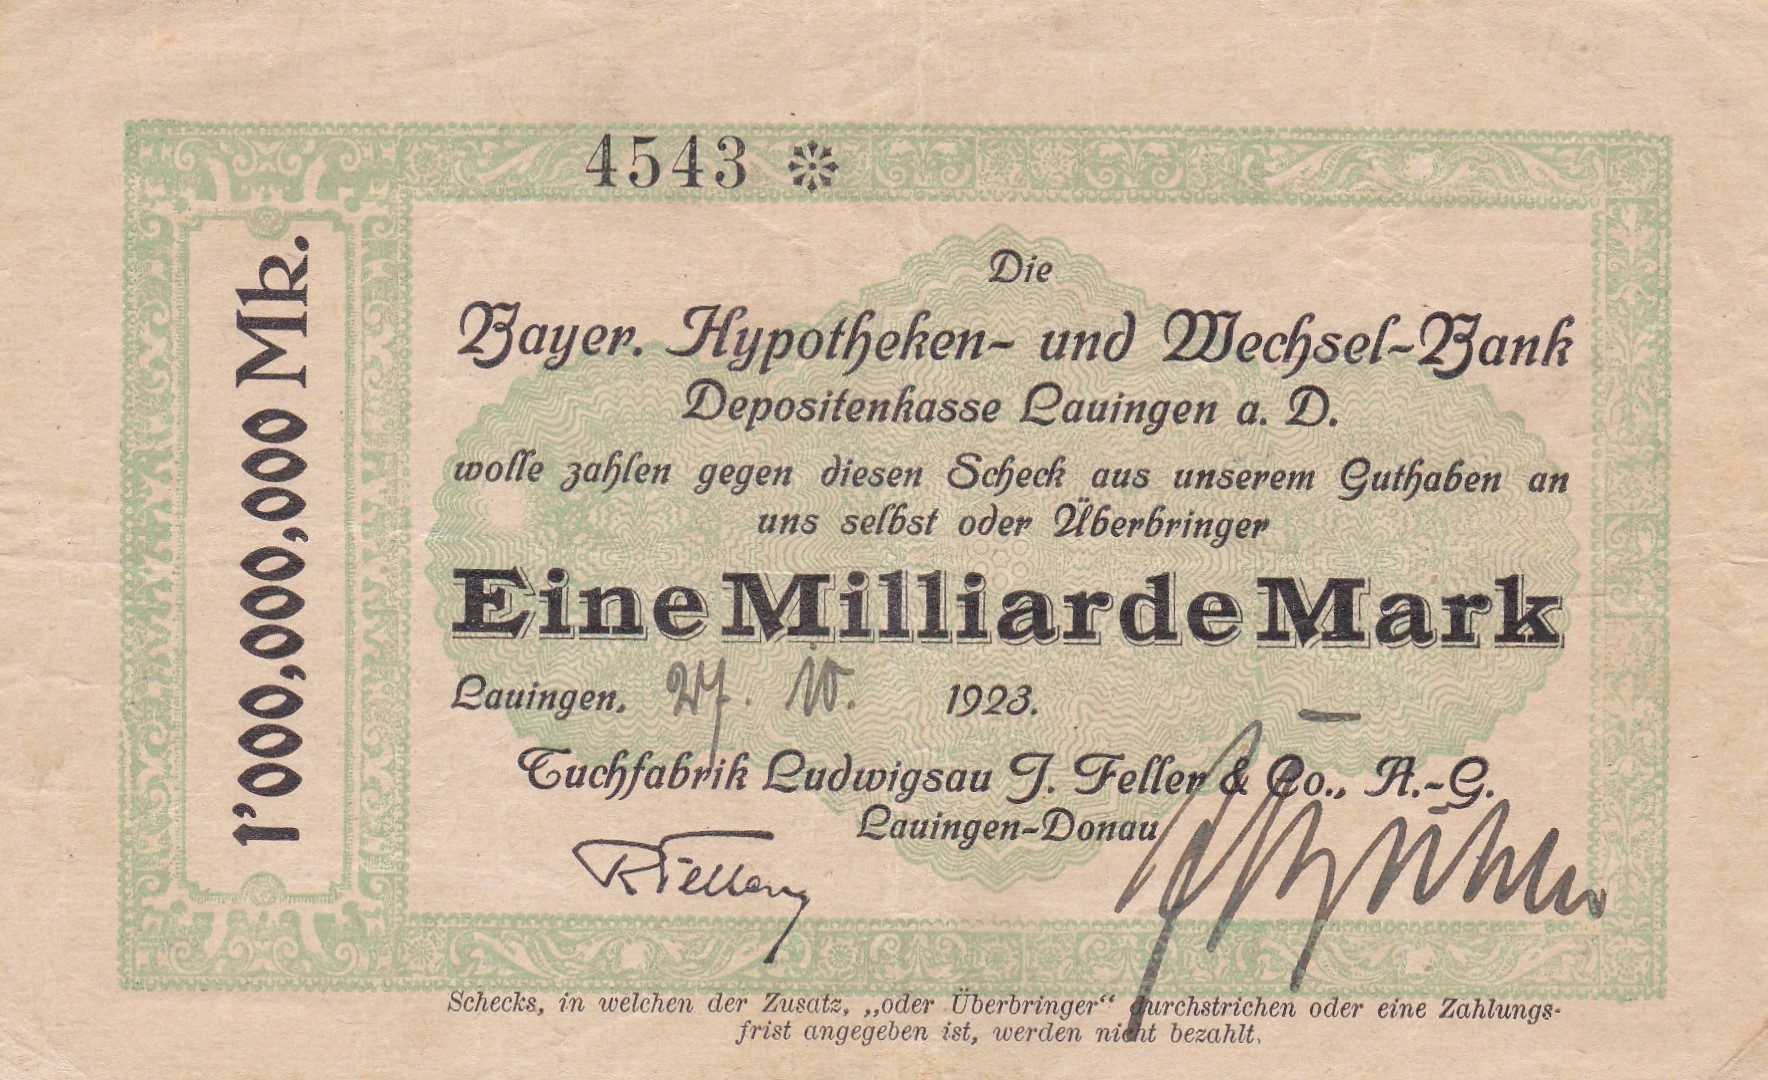 4543
1'000,000,000 Mk.
Die
Bayer. Hypotheken- und Wechsel-Bank
Depositenkasse Lauingen a. D.
wolle zahlen gegen diesen Scheck aus unserem Guthaben an
uns selbst oder Überbringer
Eine Milliarde Mark
Lauingen, 27. 10. 1923.
Tuchfabrik Ludwigsau J. Feller & Co., A.-G.
Lauingen-Donau
Schecks, in welchen der Zusatz, „oder Überbringer“ durchstrichen oder eine Zahlungs-
frist angegeben ist, werden nicht bezahlt.